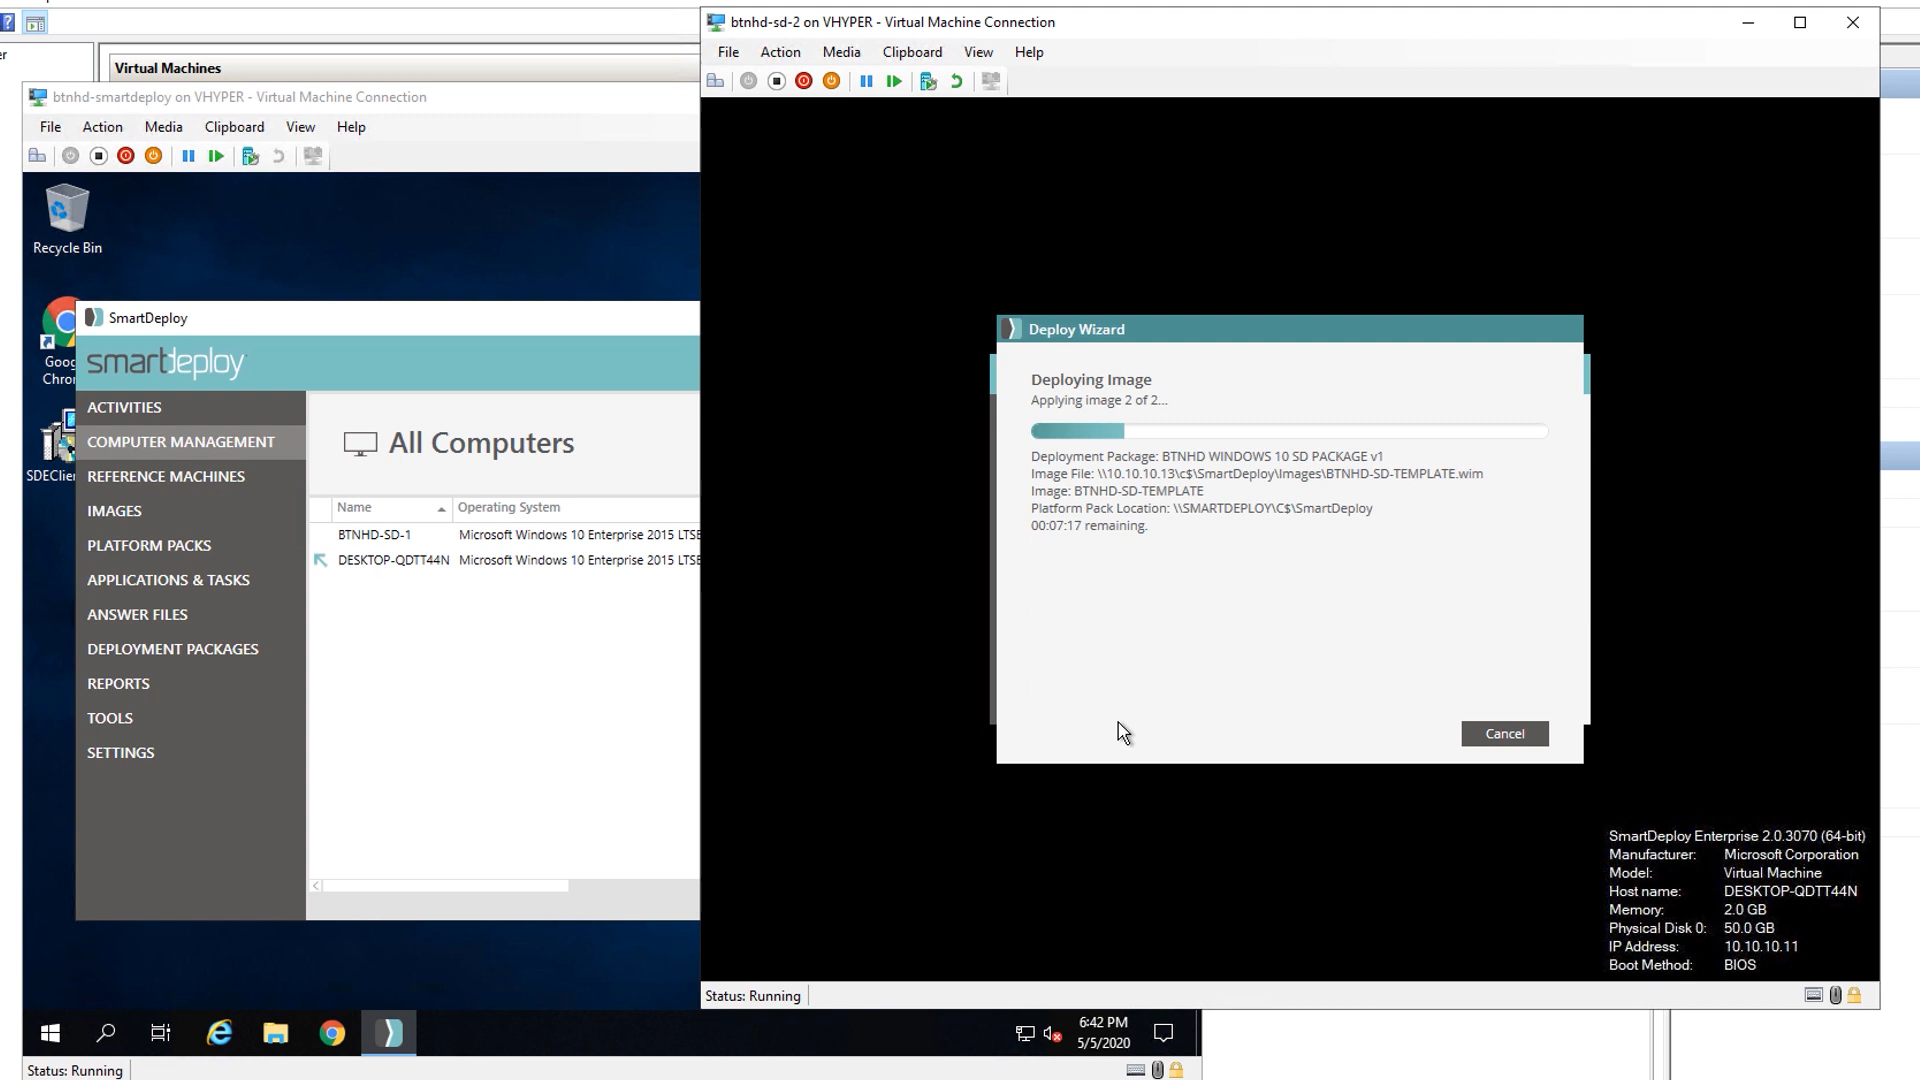 er
Virtual Machines
btnhd-smartdeploy on VHYPER - Virtual Machine Connection
File Action Media Clipboard View Help
Recycle Bin
Goog
Chron
SDEClien
SmartDeploy
smartdeploy
ACTIVITIES
COMPUTER MANAGEMENT
REFERENCE MACHINES
IMAGES
PLATFORM PACKS
APPLICATIONS & TASKS
ANSWER FILES
DEPLOYMENT PACKAGES
REPORTS
TOOLS
SETTINGS
All Computers
Name Operating System
BTNHD-SD-1 Microsoft Windows 10 Enterprise 2015 LTSB
DESKTOP-QDTT44N Microsoft Windows 10 Enterprise 2015 LTSB
6:42 PM
5/5/2020
Status: Running
btnhd-sd-2 on VHYPER - Virtual Machine Connection
File Action Media Clipboard View Help
Deploy Wizard
Deploying Image
Applying image 2 of 2...
Deployment Package: BTNHD WINDOWS 10 SD PACKAGE v1
Image File: \\10.10.10.13\c$\SmartDeploy\Images\BTNHD-SD-TEMPLATE.wim
Image: BTNHD-SD-TEMPLATE
Platform Pack Location: \\SMARTDEPLOY\C$\SmartDeploy
00:07:17 remaining.
Cancel
SmartDeploy Enterprise 2.0.3070 (64-bit)
Manufacturer: Microsoft Corporation
Model: Virtual Machine
Host name: DESKTOP-QDTT44N
Memory: 2.0 GB
Physical Disk 0: 50.0 GB
IP Address: 10.10.10.11
Boot Method: BIOS
Status: Running